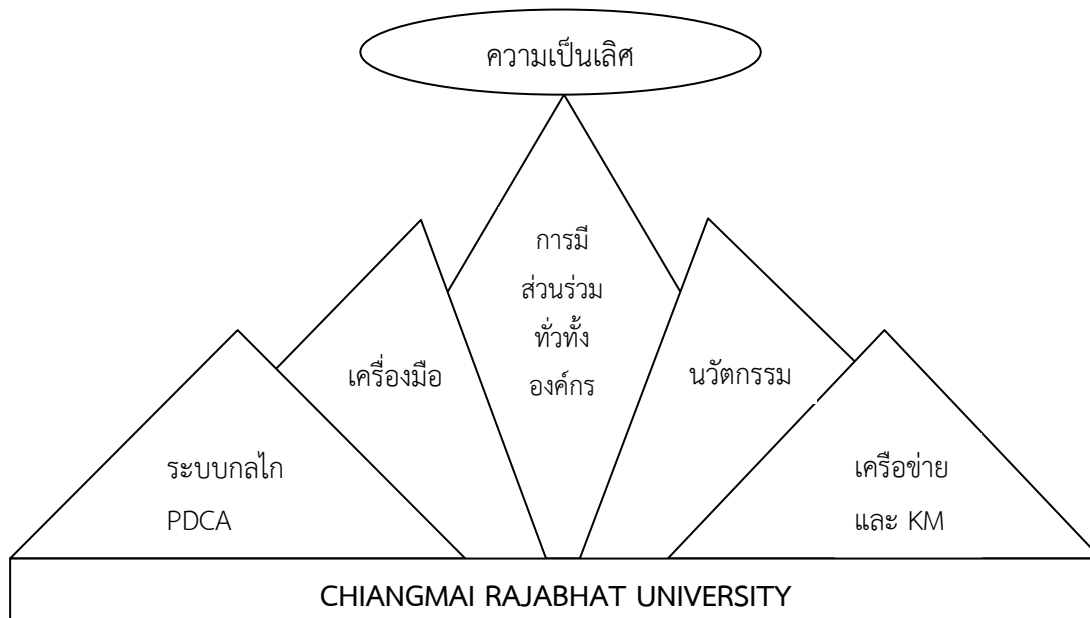 ความเป็นเลิศ
การมี
ส่วนร่วม
ทั่วทั้ง
องค์กร
เครื่องมือ
นวัตกรรม
ระบบกลไก
PDCA
เครือข่าย
และ KM
CHIANGMAI RAJABHAT UNIVERSITY